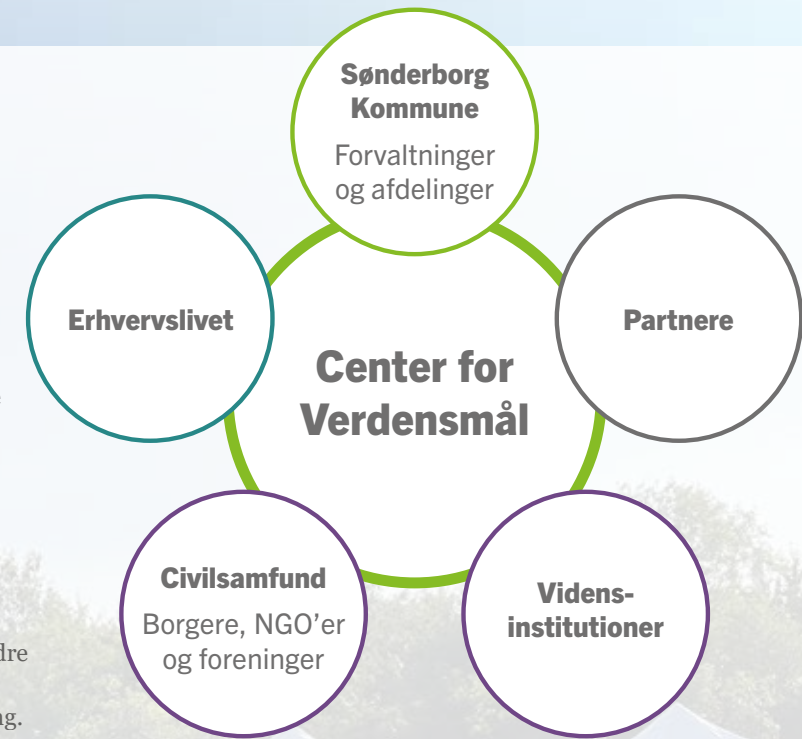 Sønderborg
Kommune
Forvaltninger
og afdelinger
Erhvervslivet
Partnere
Center for
Verdensmål
Civilsamfund
Borgere, NGO’er
og foreninger
Videns-
institutioner